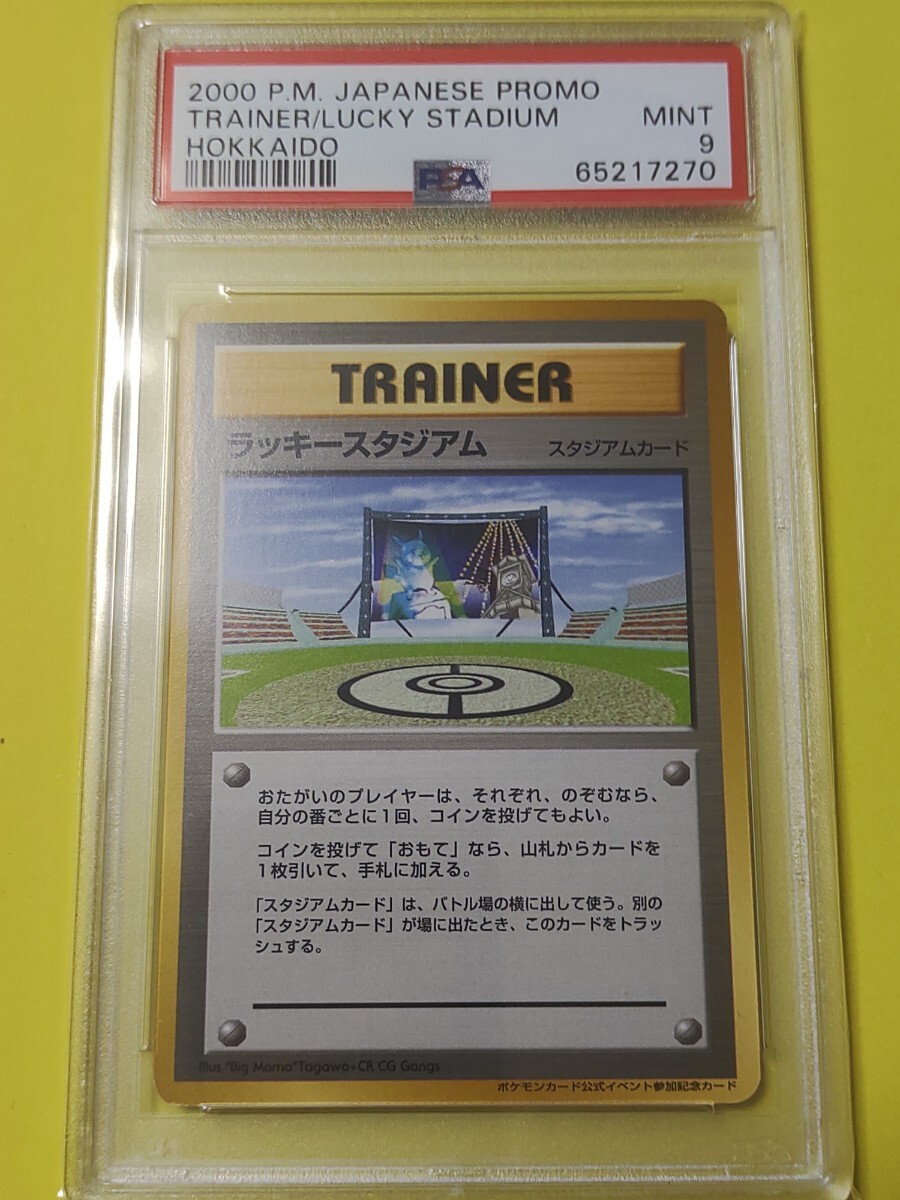 2000 P.M. JAPANESE PROMO
TRAINER/LUCKY STADIUM MINT
HOKKAIDO 9
PSA 65217270
TRAINER
ラッキースタジアム スタジアムカード
おたがいのプレイヤーは、それぞれ、のぞむなら、
自分の番ごとに1回、コインを投げてもよい。
コインを投げて「おもて」なら、山札からカードを
1枚引いて、手札に加える。
「スタジアムカード」は、バトル場の横に出して使う。別の
「スタジアムカード」が場に出たとき、このカードをトラッ
シュする。
Illus. "Big Mama"Tagawa+CR CG Gangs
ポケモンカード公式イベント参加記念カード